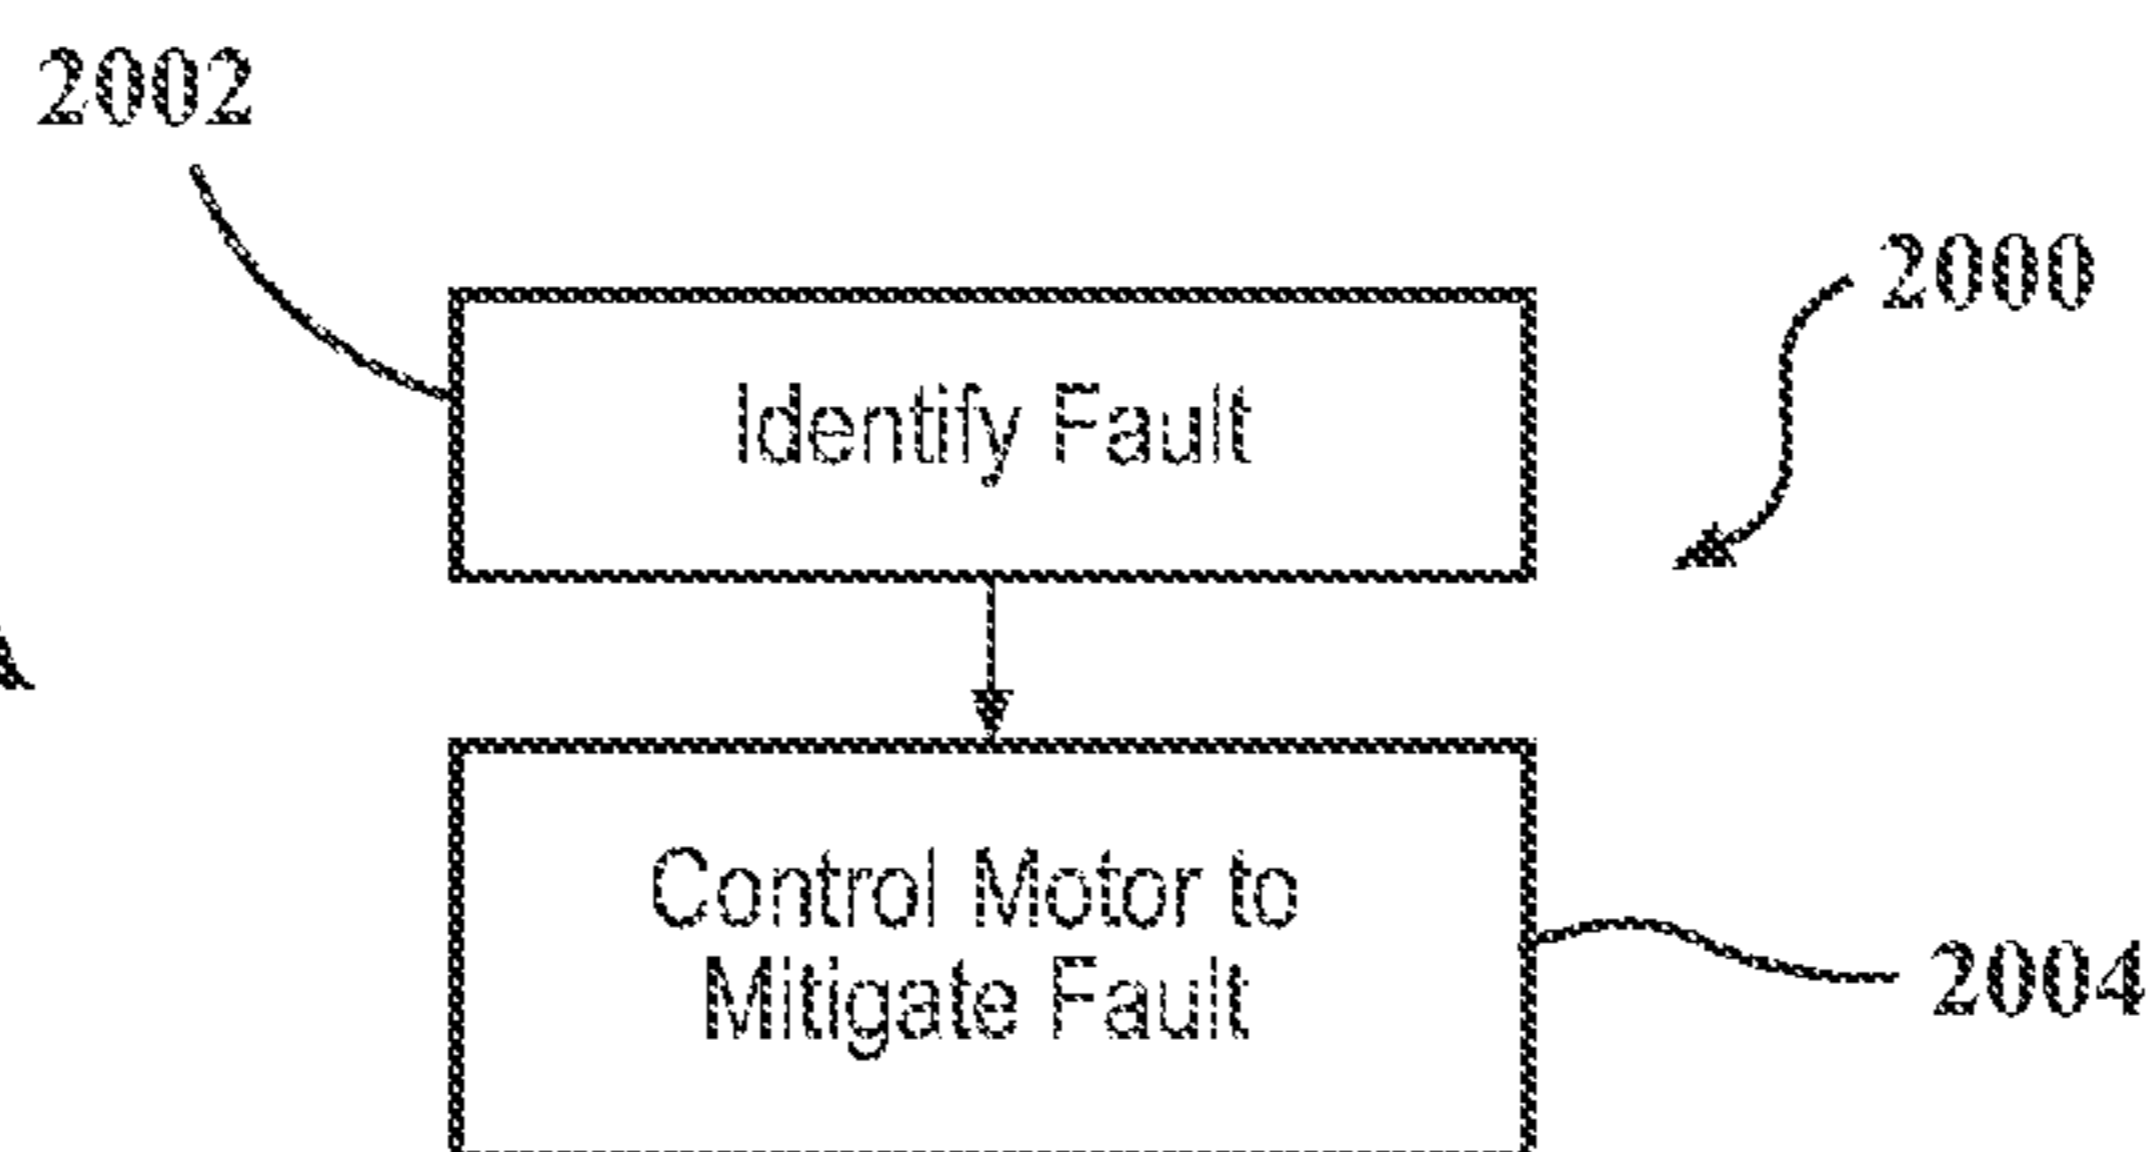 2002
2000
Identify Fault
Control Motor to
Mitigate Fault
2004